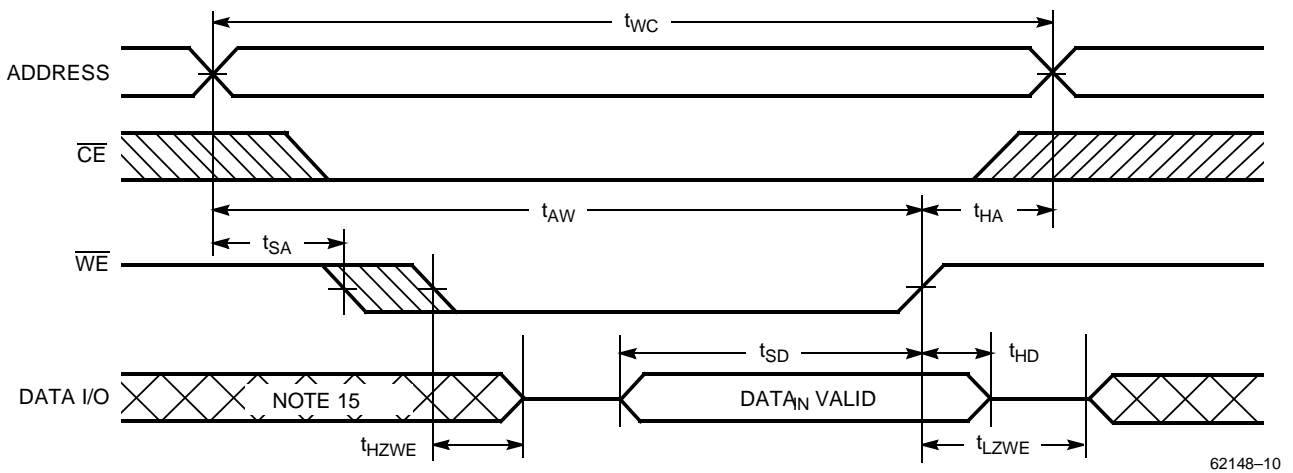 tWC
ADDRESS
CE
tAW
tHA
tSA
WE
tSD
tHD
DATA I/O
NOTE 15
DATAIN VALID
tHZWE
tLZWE
62148–10